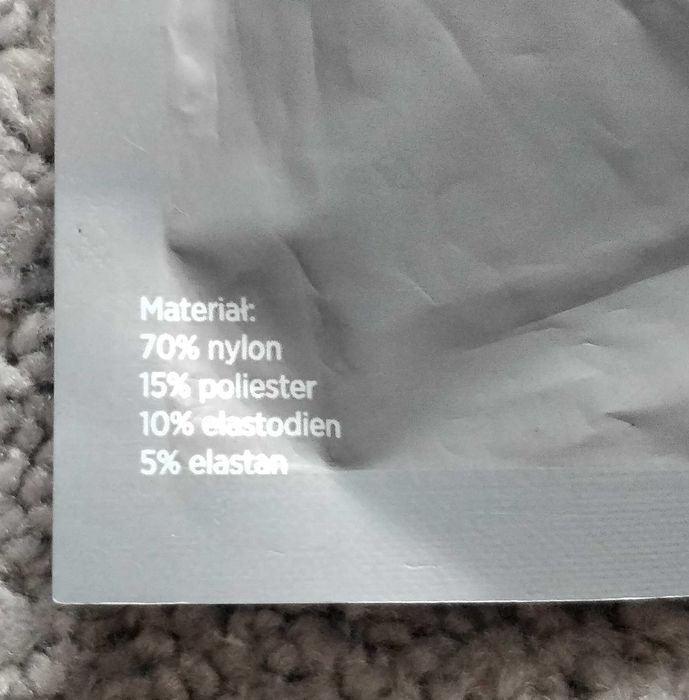 Materiał:
70% nylon
15% poliester
10% elastodien
5% elastan